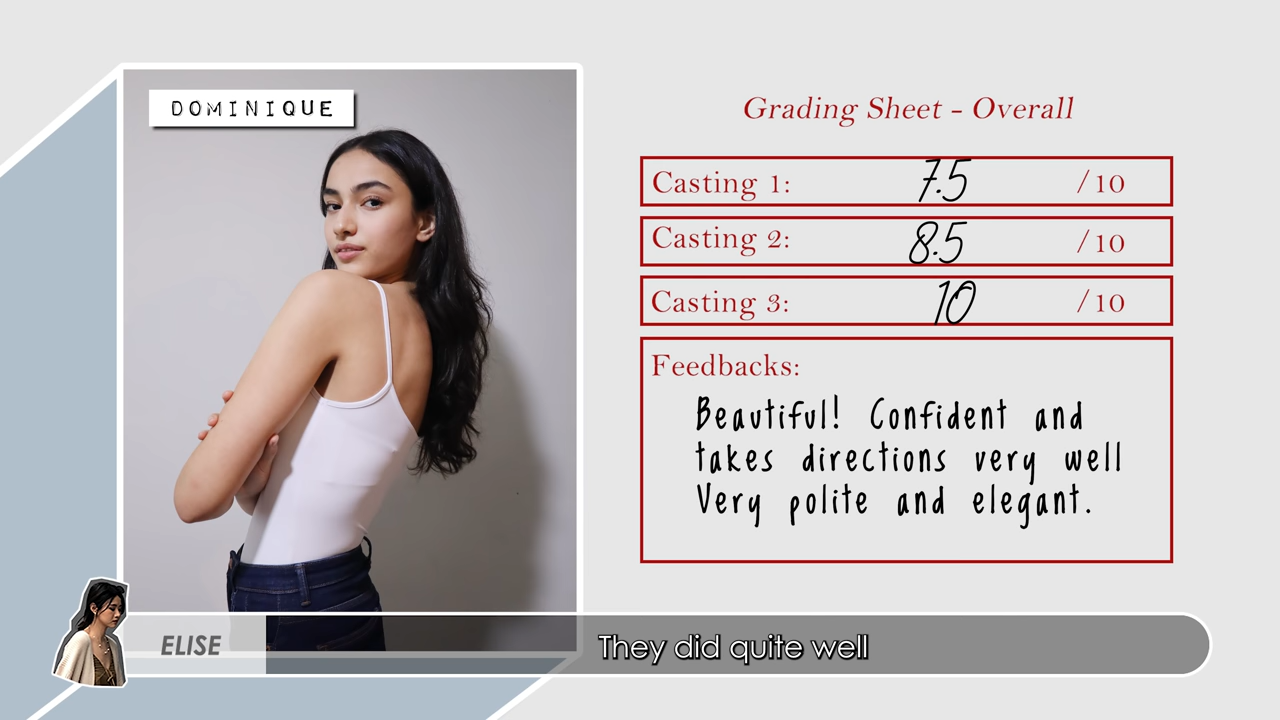 DOMINIQUE
Grading Sheet - Overall
Casting 1: 7.5 /10
Casting 2: 8.5 /10
Casting 3: 10 /10
Feedbacks:
Beautiful! Confident and
takes directions very well
Very polite and elegant.
ELISE
They did quite well